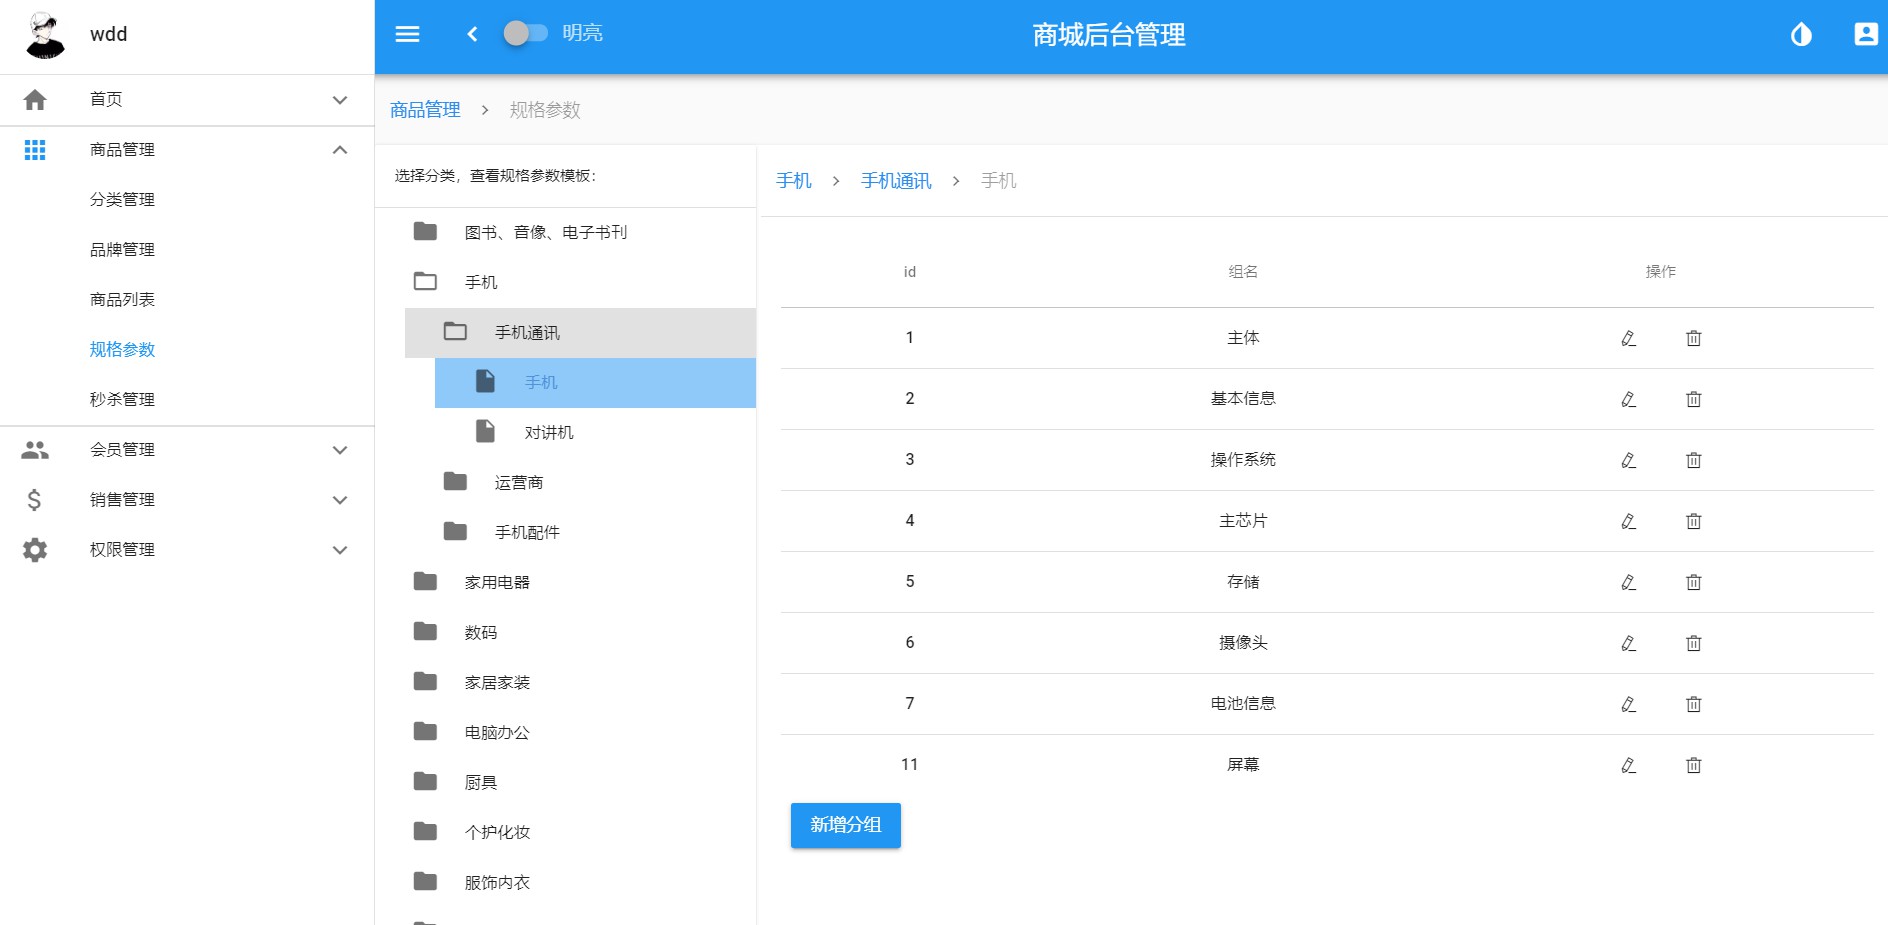 wdd
首页
商品管理
分类管理
品牌管理
商品列表
规格参数
秒杀管理
会员管理
销售管理
权限管理
明亮
商城后台管理
商品管理 > 规格参数
选择分类，查看规格参数模板：
图书、音像、电子书刊
手机
手机通讯
手机
对讲机
运营商
手机配件
家用电器
数码
家居家装
电脑办公
厨具
个护化妆
服饰内衣
手机 > 手机通讯 > 手机
id 组名 操作
1 主体
2 基本信息
3 操作系统
4 主芯片
5 存储
6 摄像头
7 电池信息
11 屏幕
新增分组